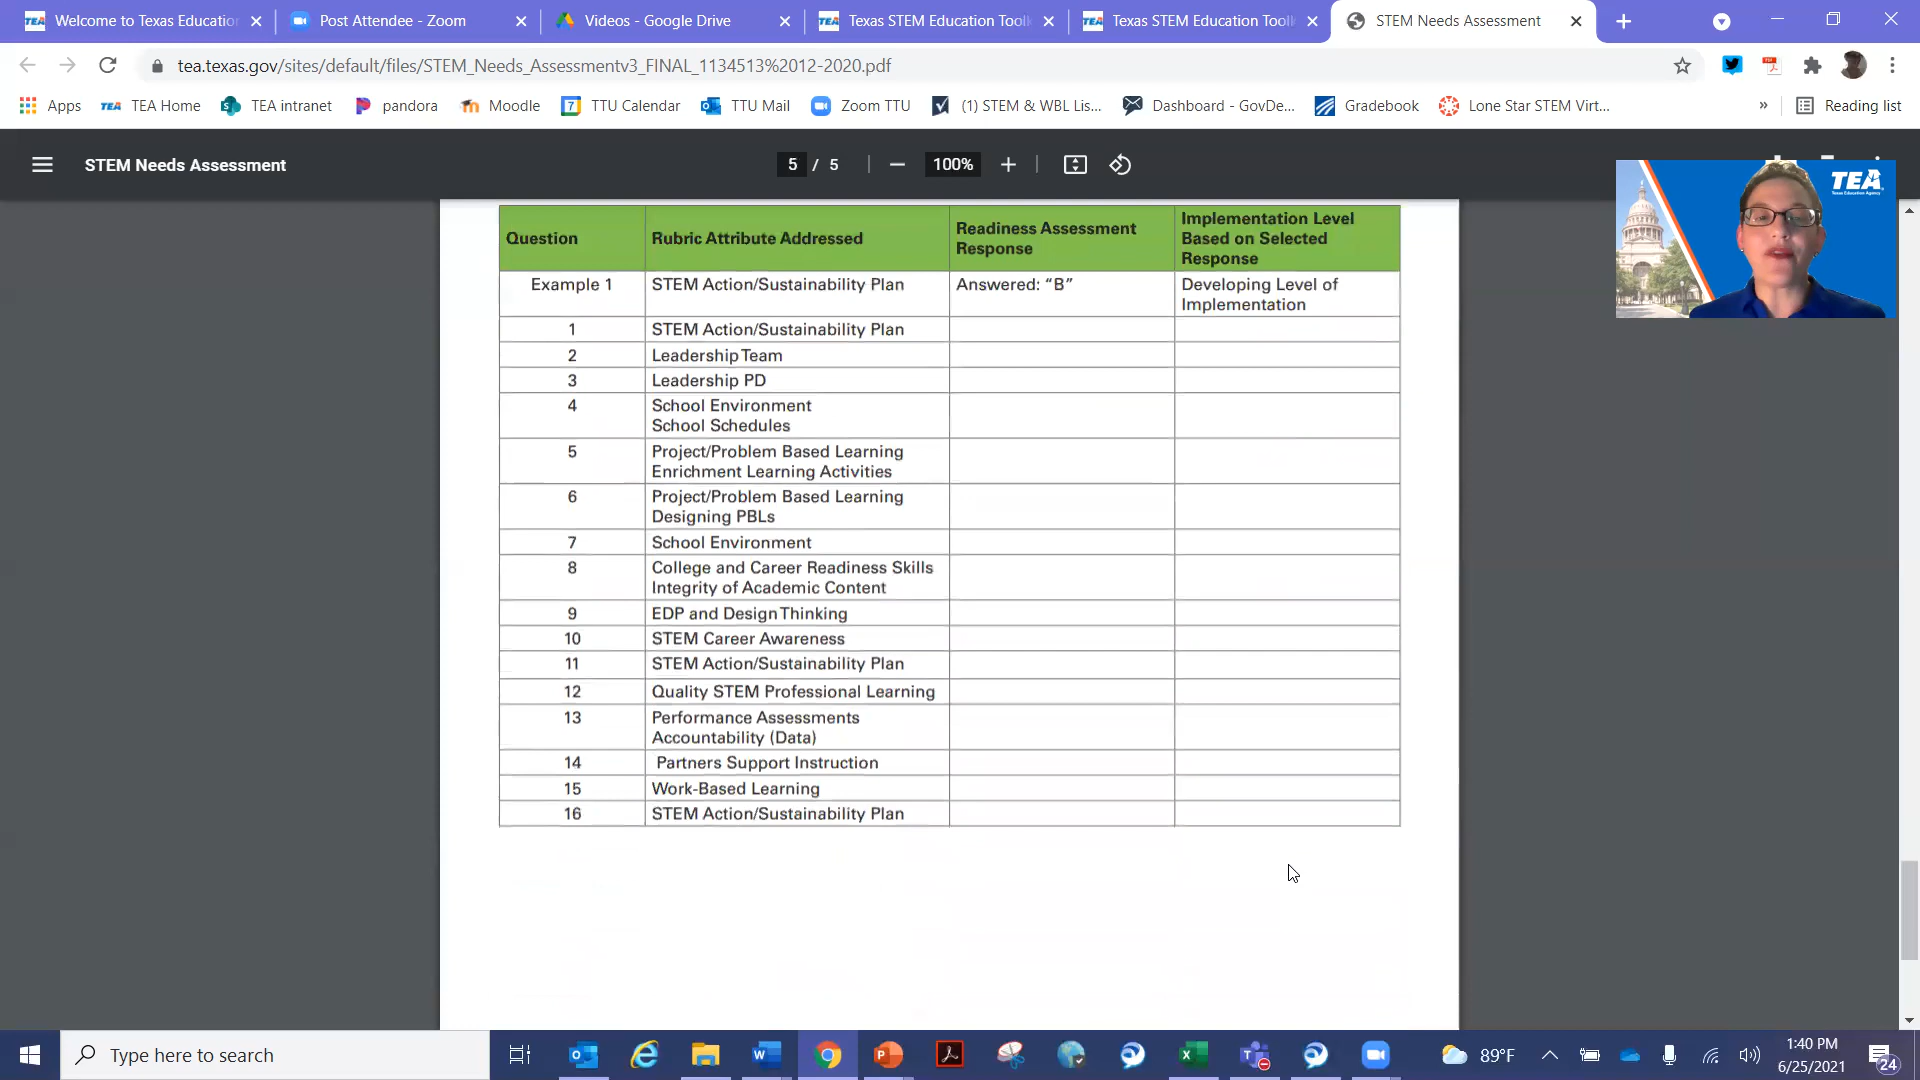 Welcome to Texas Educatio
Post Attendee - Zoom
Videos - Google Drive
Texas STEM Education Toolk
Texas STEM Education Toolk
STEM Needs Assessment
tea.texas.gov/sites/default/files/STEM_Needs_Assessmentv3_FINAL_1134513%2012-2020.pdf
Apps
TEA Home
TEA intranet
pandora
Moodle
TTU Calendar
TTU Mail
Zoom TTU
(1) STEM & WBL Lis...
Dashboard - GovDe...
Gradebook
Lone Star STEM Virt...
»
Reading list
STEM Needs Assessment
5 / 5
100%
TEA
Texas Education Agency
Question
Rubric Attribute Addressed
Readiness Assessment
Response
Implementation Level
Based on Selected
Response
Example 1
STEM Action/Sustainability Plan
Answered: “B”
Developing Level of
Implementation
1 STEM Action/Sustainability Plan
2 Leadership Team
3 Leadership PD
4 School Environment
School Schedules
5 Project/Problem Based Learning
Enrichment Learning Activities
6 Project/Problem Based Learning
Designing PBLs
7 School Environment
8 College and Career Readiness Skills
Integrity of Academic Content
9 EDP and Design Thinking
10 STEM Career Awareness
11 STEM Action/Sustainability Plan
12 Quality STEM Professional Learning
13 Performance Assessments
Accountability (Data)
14 Partners Support Instruction
15 Work-Based Learning
16 STEM Action/Sustainability Plan
Type here to search
89°F
1:40 PM
6/25/2021
24